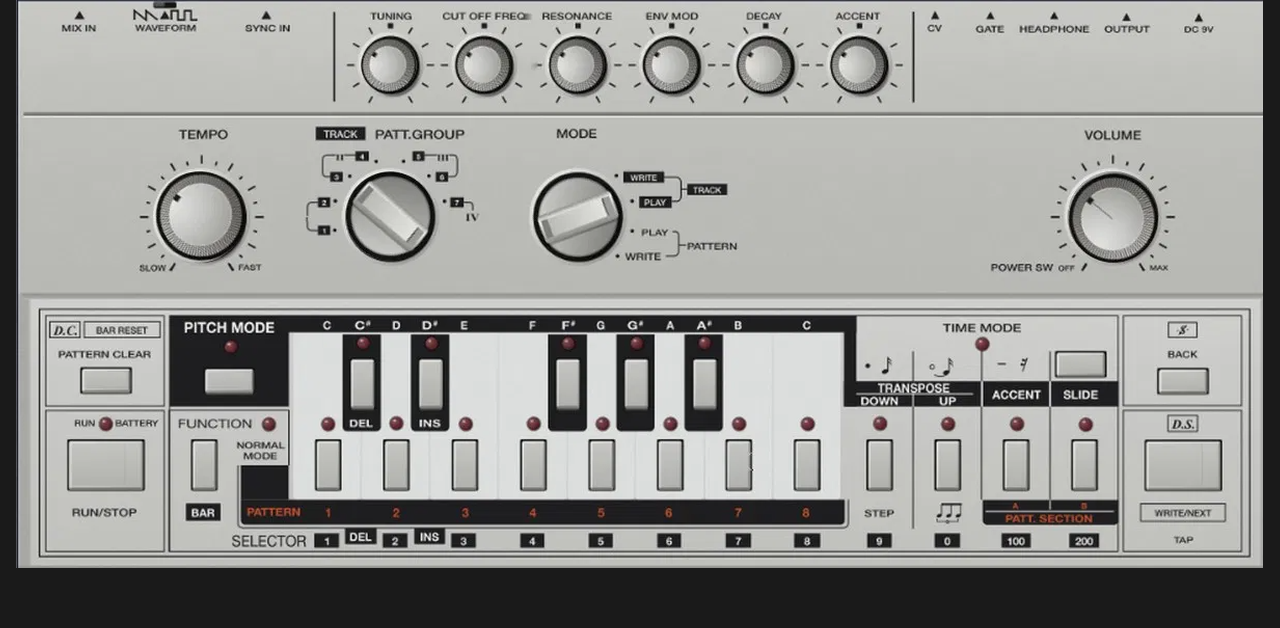 TUNING CUT OFF FREQ RESONANCE ENV MOD DECAY ACCENT
MIX IN WAVEFORM SYNC IN CV GATE HEADPHONE OUTPUT DC 9V
TEMPO TRACK PATT.GROUP MODE VOLUME
II 4 5 III
3 6 WRITE
TRACK
2 7 PLAY
IV
1 PLAY
PATTERN
WRITE
SLOW FAST POWER SW OFF MAX
D.C. BAR RESET PITCH MODE C C# D D# E F F# G G# A A# B C TIME MODE S
PATTERN CLEAR BACK
TRANSPOSE
DOWN UP ACCENT SLIDE
RUN BATTERY FUNCTION DEL INS D.S.
NORMAL
MODE
RUN/STOP BAR PATTERN 1 2 3 4 5 6 7 8 STEP A B WRITE/NEXT
PATT. SECTION
SELECTOR 1 DEL 2 INS 3 4 5 6 7 8 9 0 100 200 TAP